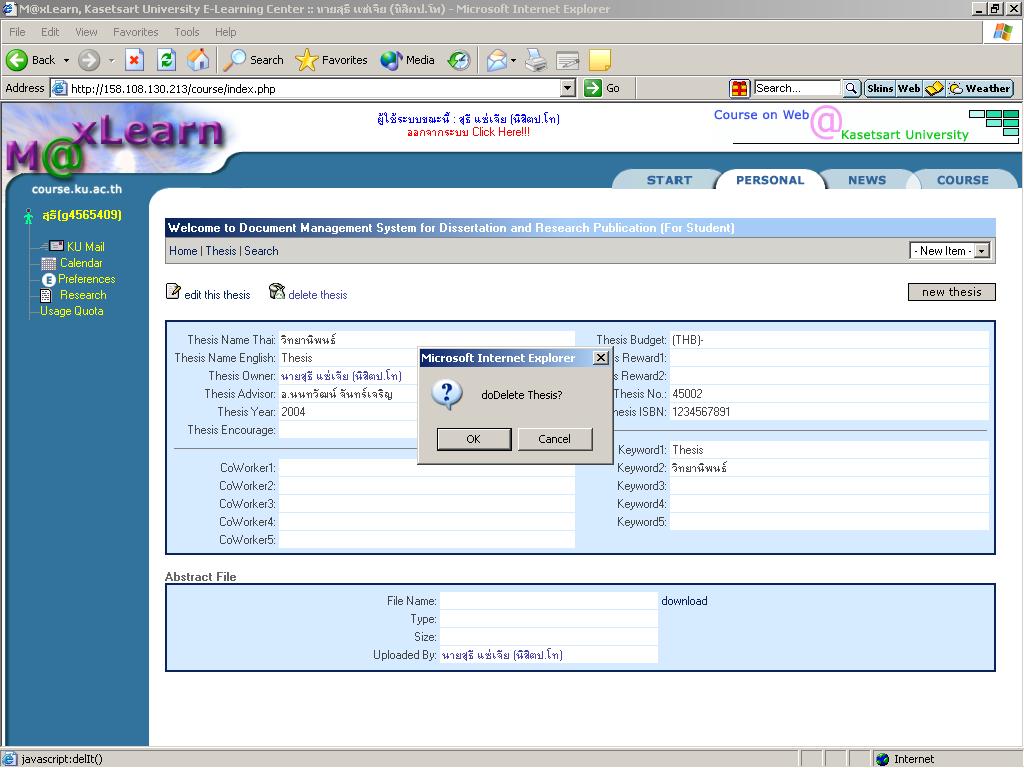 M@xLearn, Kasetsart University E-Learning Center :: นายสุธี แซ่เจีย (นิสิตป.โท) - Microsoft Internet Explorer
File Edit View Favorites Tools Help
Back Search Favorites Media
Address http://158.108.130.213/course/index.php Go Search... Skins Web Weather
M@xLearn
course.ku.ac.th
ผู้ใช้ระบบขณะนี้ : สุธี แซ่เจีย (นิสิตป.โท)
ออกจากระบบ Click Here!!!
Course on Web @ Kasetsart University
START PERSONAL NEWS COURSE
สุธี(g4565409)
KU Mail
Calendar
Preferences
Research
Usage Quota
Welcome to Document Management System for Dissertation and Research Publication (For Student)
Home | Thesis | Search - New Item -
edit this thesis delete thesis new thesis
Thesis Name Thai: วิทยานิพนธ์
Thesis Name English: Thesis
Thesis Owner: นายสุธี แซ่เจีย (นิสิตป.โท)
Thesis Advisor: อ.นนทวัฒน์ จันทร์เจริญ
Thesis Year: 2004
Thesis Encourage:
CoWorker1:
CoWorker2:
CoWorker3:
CoWorker4:
CoWorker5:
Thesis Budget: (THB)-
s Reward1:
s Reward2:
sis No.: 45002
hesis ISBN: 1234567891
Keyword1: Thesis
Keyword2: วิทยานิพนธ์
Keyword3:
Keyword4:
Keyword5:
Microsoft Internet Explorer
doDelete Thesis?
OK Cancel
Abstract File
File Name: download
Type:
Size:
Uploaded By: นายสุธี แซ่เจีย (นิสิตป.โท)
javascript:delIt() Internet